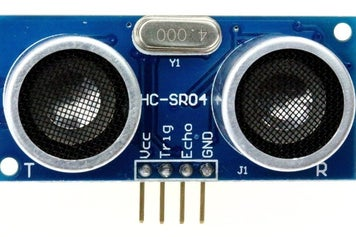 4.000
Y1
HC-SR04
Vcc
Trig
Echo
GND
T
J1
R